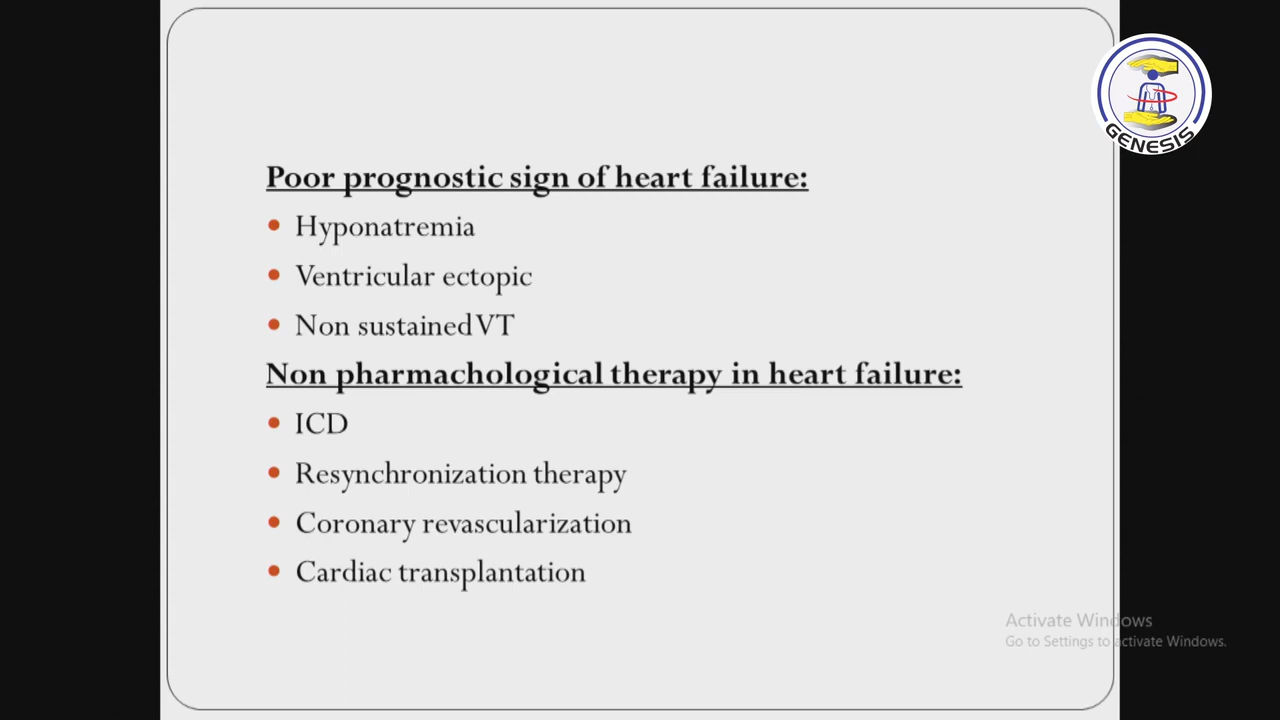 GENESIS
Poor prognostic sign of heart failure:
Hyponatremia
Ventricular ectopic
Non sustained VT
Non pharmachological therapy in heart failure:
ICD
Resynchronization therapy
Coronary revascularization
Cardiac transplantation
Activate Windows
Go to Settings to activate Windows.